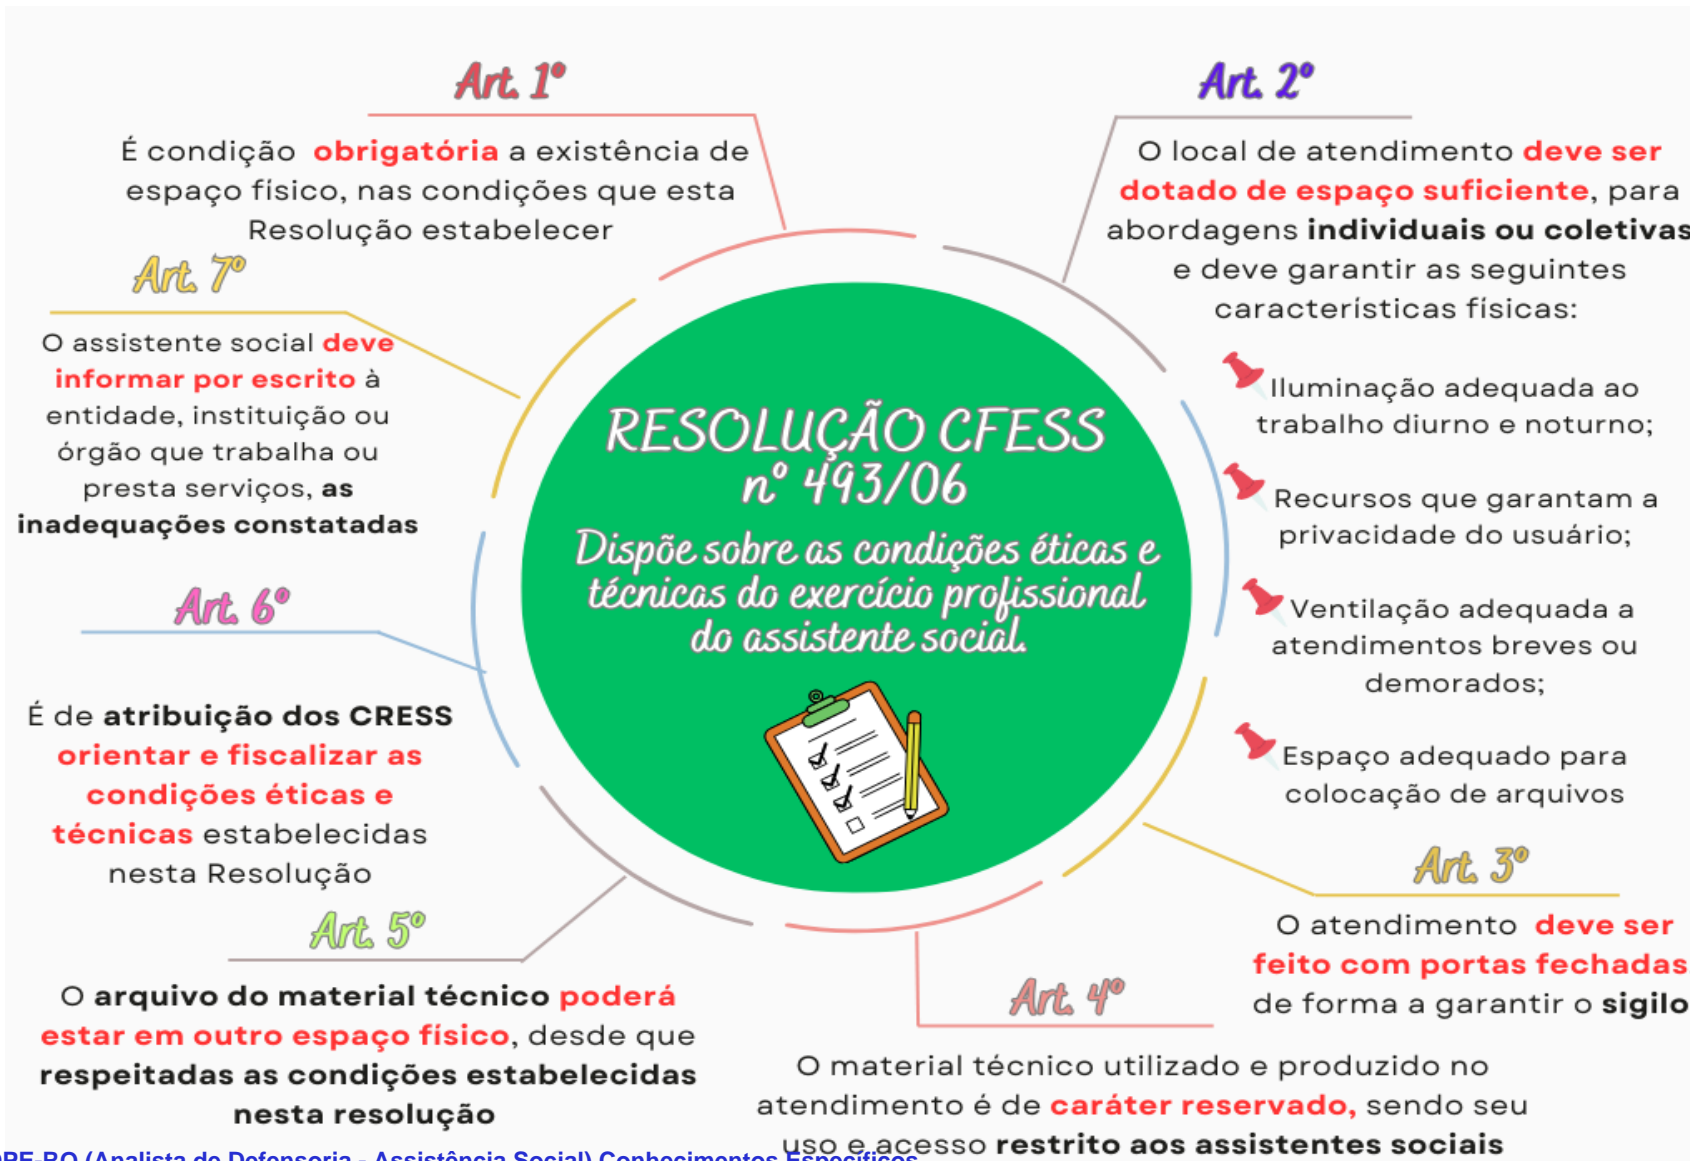 Art. 1º
É condição obrigatória a existência de
espaço físico, nas condições que esta
Resolução estabelecer
Art. 2º
O local de atendimento deve ser
dotado de espaço suficiente, para
abordagens individuais ou coletivas
e deve garantir as seguintes
características físicas:
Iluminação adequada ao
trabalho diurno e noturno;
Recursos que garantam a
privacidade do usuário;
Ventilação adequada a
atendimentos breves ou
demorados;
Espaço adequado para
colocação de arquivos
Art. 7º
O assistente social deve
informar por escrito à
entidade, instituição ou
órgão que trabalha ou
presta serviços, as
inadequações constatadas
RESOLUÇÃO CFESS
nº 493/06
Dispõe sobre as condições éticas e
técnicas do exercício profissional
do assistente social.
Art. 6º
É de atribuição dos CRESS
orientar e fiscalizar as
condições éticas e
técnicas estabelecidas
nesta Resolução
Art. 3º
O atendimento deve ser
feito com portas fechadas
de forma a garantir o sigilo
Art. 5º
O arquivo do material técnico poderá
estar em outro espaço físico, desde que
respeitadas as condições estabelecidas
nesta resolução
Art. 4º
O material técnico utilizado e produzido no
atendimento é de caráter reservado, sendo seu
uso e acesso restrito aos assistentes sociais
(Analista de Defensoria - Assistência Social) Conhecimentos Específicos